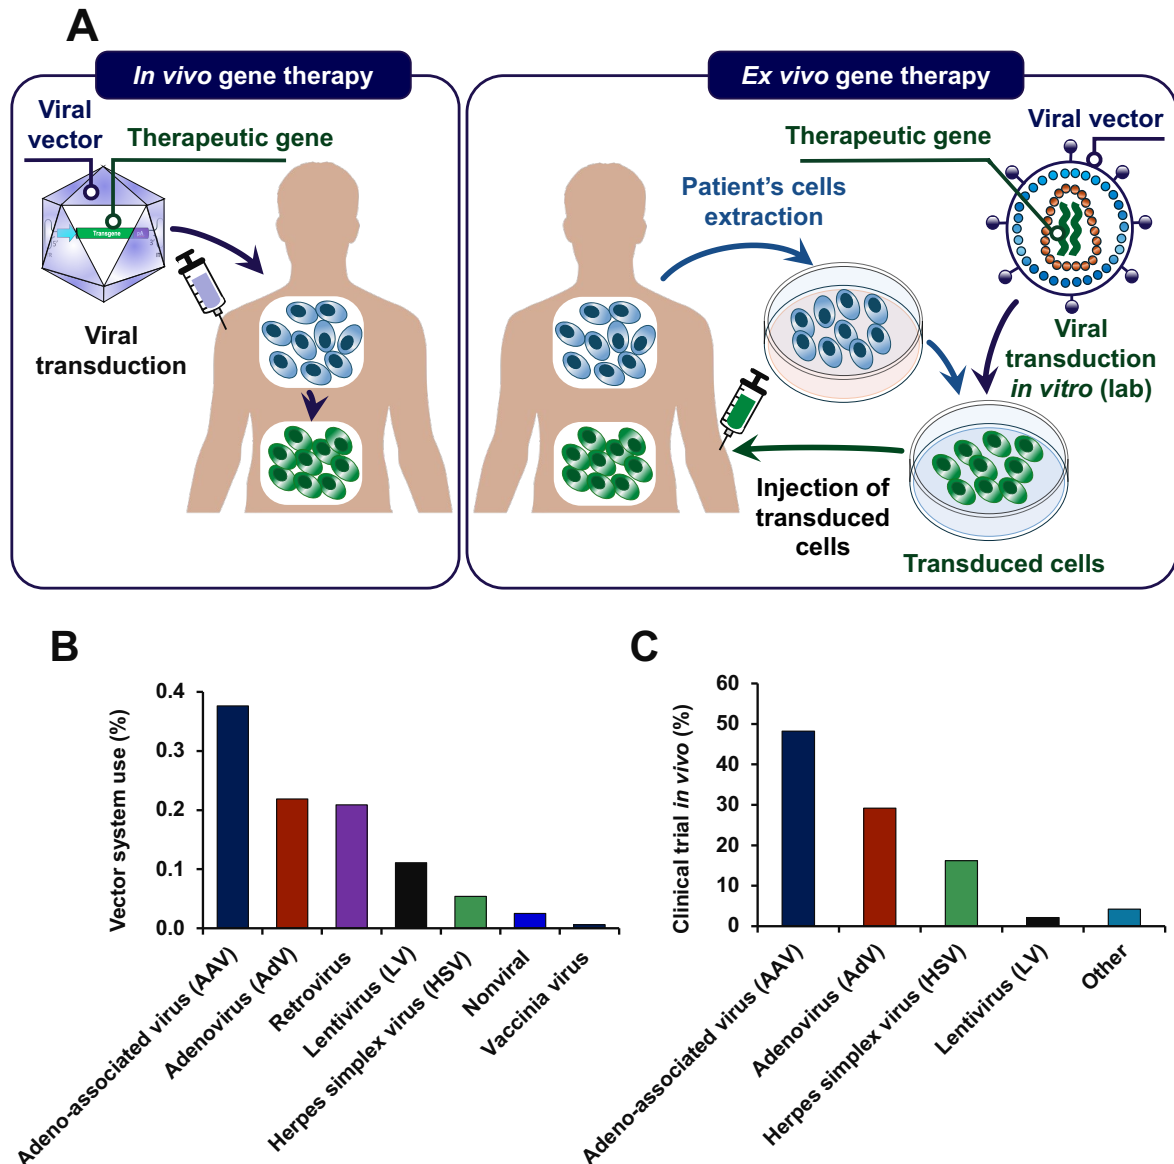 A
In vivo gene therapy
Viral
vector
Therapeutic gene
Transgene
5'
3'
Viral
transduction
Ex vivo gene therapy
Viral vector
Therapeutic gene
Patient's cells
extraction
Viral
transduction
in vitro (lab)
Injection of
transduced
cells
Transduced cells
B
Vector system use (%)
0.4
0.3
0.2
0.1
0.0
Adeno-associated virus (AAV)
Adenovirus (AdV)
Retrovirus
Lentivirus (LV)
Herpes simplex virus (HSV)
Nonviral
Vaccinia virus
C
Clinical trial in vivo (%)
60
50
40
30
20
10
0
Adeno-associated virus (AAV)
Adenovirus (AdV)
Herpes simplex virus (HSV)
Lentivirus (LV)
Other